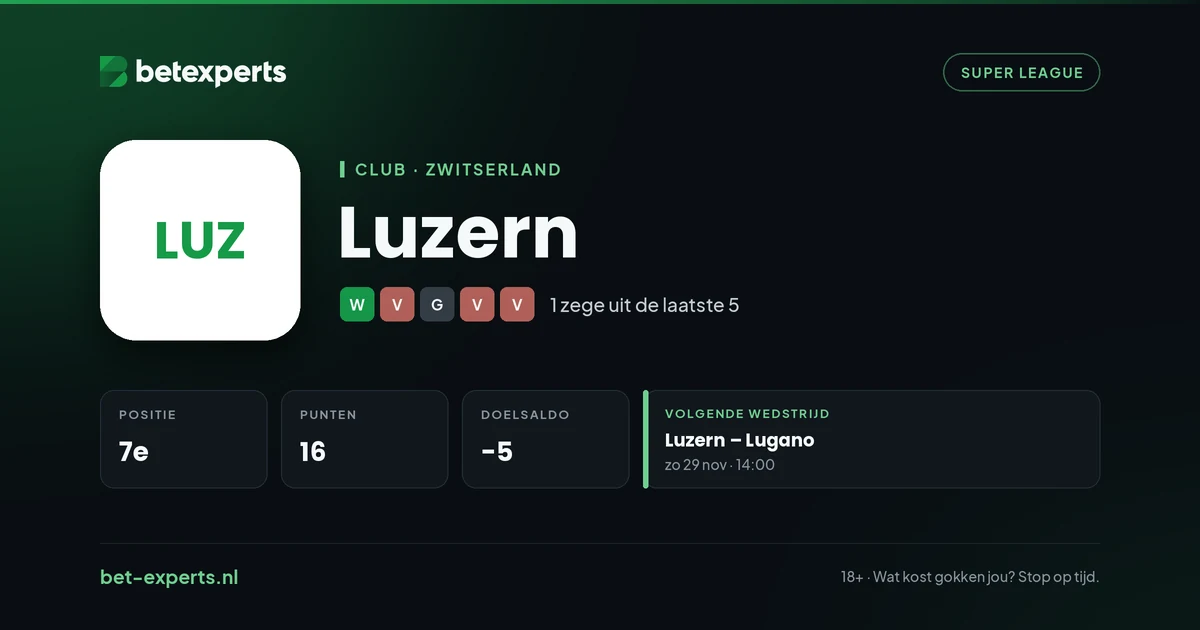 betexperts
SUPER LEAGUE
LUZ
CLUB · ZWITSERLAND
Luzern
W V G V V 1 zege uit de laatste 5
POSITIE
7e
PUNTEN
16
DOELSALDO
-5
VOLGENDE WEDSTRIJD
Luzern – Lugano
zo 29 nov · 14:00
bet-experts.nl
18+ · Wat kost gokken jou? Stop op tijd.